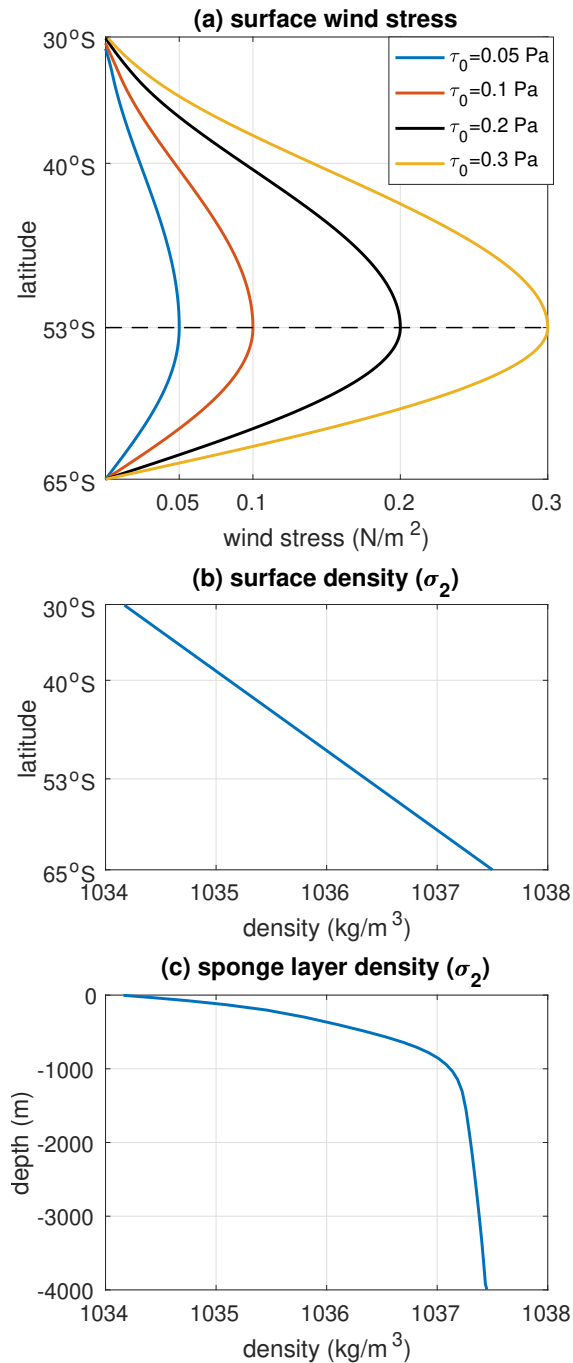 (a) surface wind stress
30°S
40°S
53°S
65°S
latitude
τ₀=0.05 Pa
τ₀=0.1 Pa
τ₀=0.2 Pa
τ₀=0.3 Pa
0.05 0.1 0.2 0.3
wind stress (N/m²)
(b) surface density (σ₂)
30°S
40°S
53°S
65°S
latitude
1034 1035 1036 1037 1038
density (kg/m³)
(c) sponge layer density (σ₂)
0
-1000
-2000
-3000
-4000
depth (m)
1034 1035 1036 1037 1038
density (kg/m³)